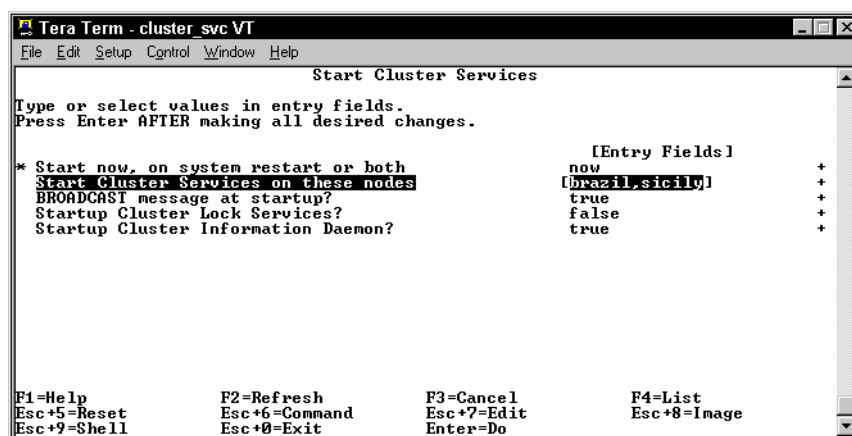 Tera Term - cluster_svc VT
File Edit Setup Control Window Help
Start Cluster Services
Type or select values in entry fields.
Press Enter AFTER making all desired changes.
[Entry Fields]
* Start now, on system restart or both now +
Start Cluster Services on these nodes [brazil,sicily] +
BROADCAST message at startup? true +
Startup Cluster Lock Services? false +
Startup Cluster Information Daemon? true +
F1=Help F2=Refresh F3=Cancel F4=List
Esc+5=Reset Esc+6=Command Esc+7=Edit Esc+8=Image
Esc+9=Shell Esc+0=Exit Enter=Do